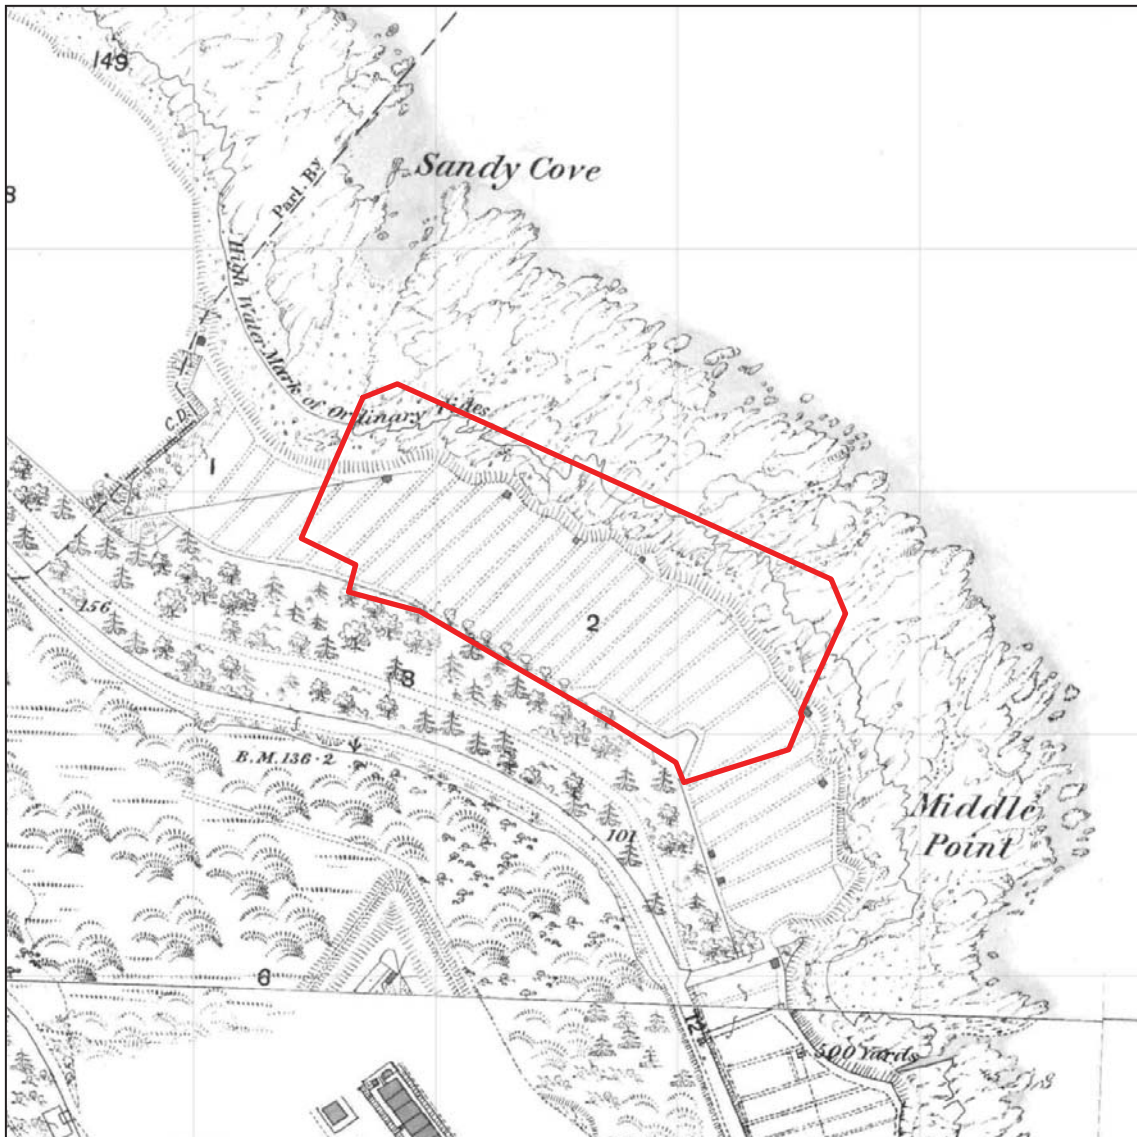 149
Sandy Cove
Parl. By
8
High Water Mark of Ordinary Tides
C.D.
1
2
156
8
B.M. 136·2
Middle
Point
101
6
12
500 Yards